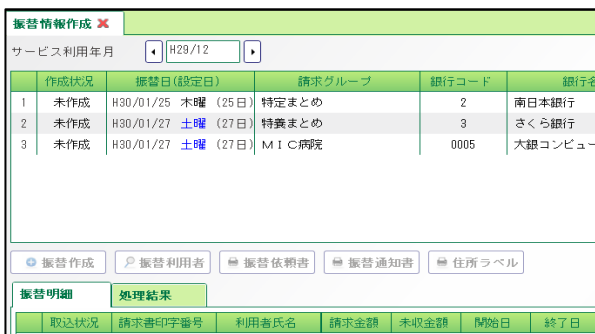 振替情報作成
サービス利用年月 H29/12
作成状況 振替日(設定日) 請求グループ 銀行コード 銀行名
1 未作成 H30/01/25 木曜 (25日) 特定まとめ 2 南日本銀行
2 未作成 H30/01/27 土曜 (27日) 特養まとめ 3 さくら銀行
3 未作成 H30/01/27 土曜 (27日) ＭＩＣ病院 0005 大銀コンピュー
振替作成 振替利用者 振替依頼書 振替通知書 住所ラベル
振替明細 処理結果
取込状況 請求書印字番号 利用者氏名 請求金額 未収金額 開始日 終了日